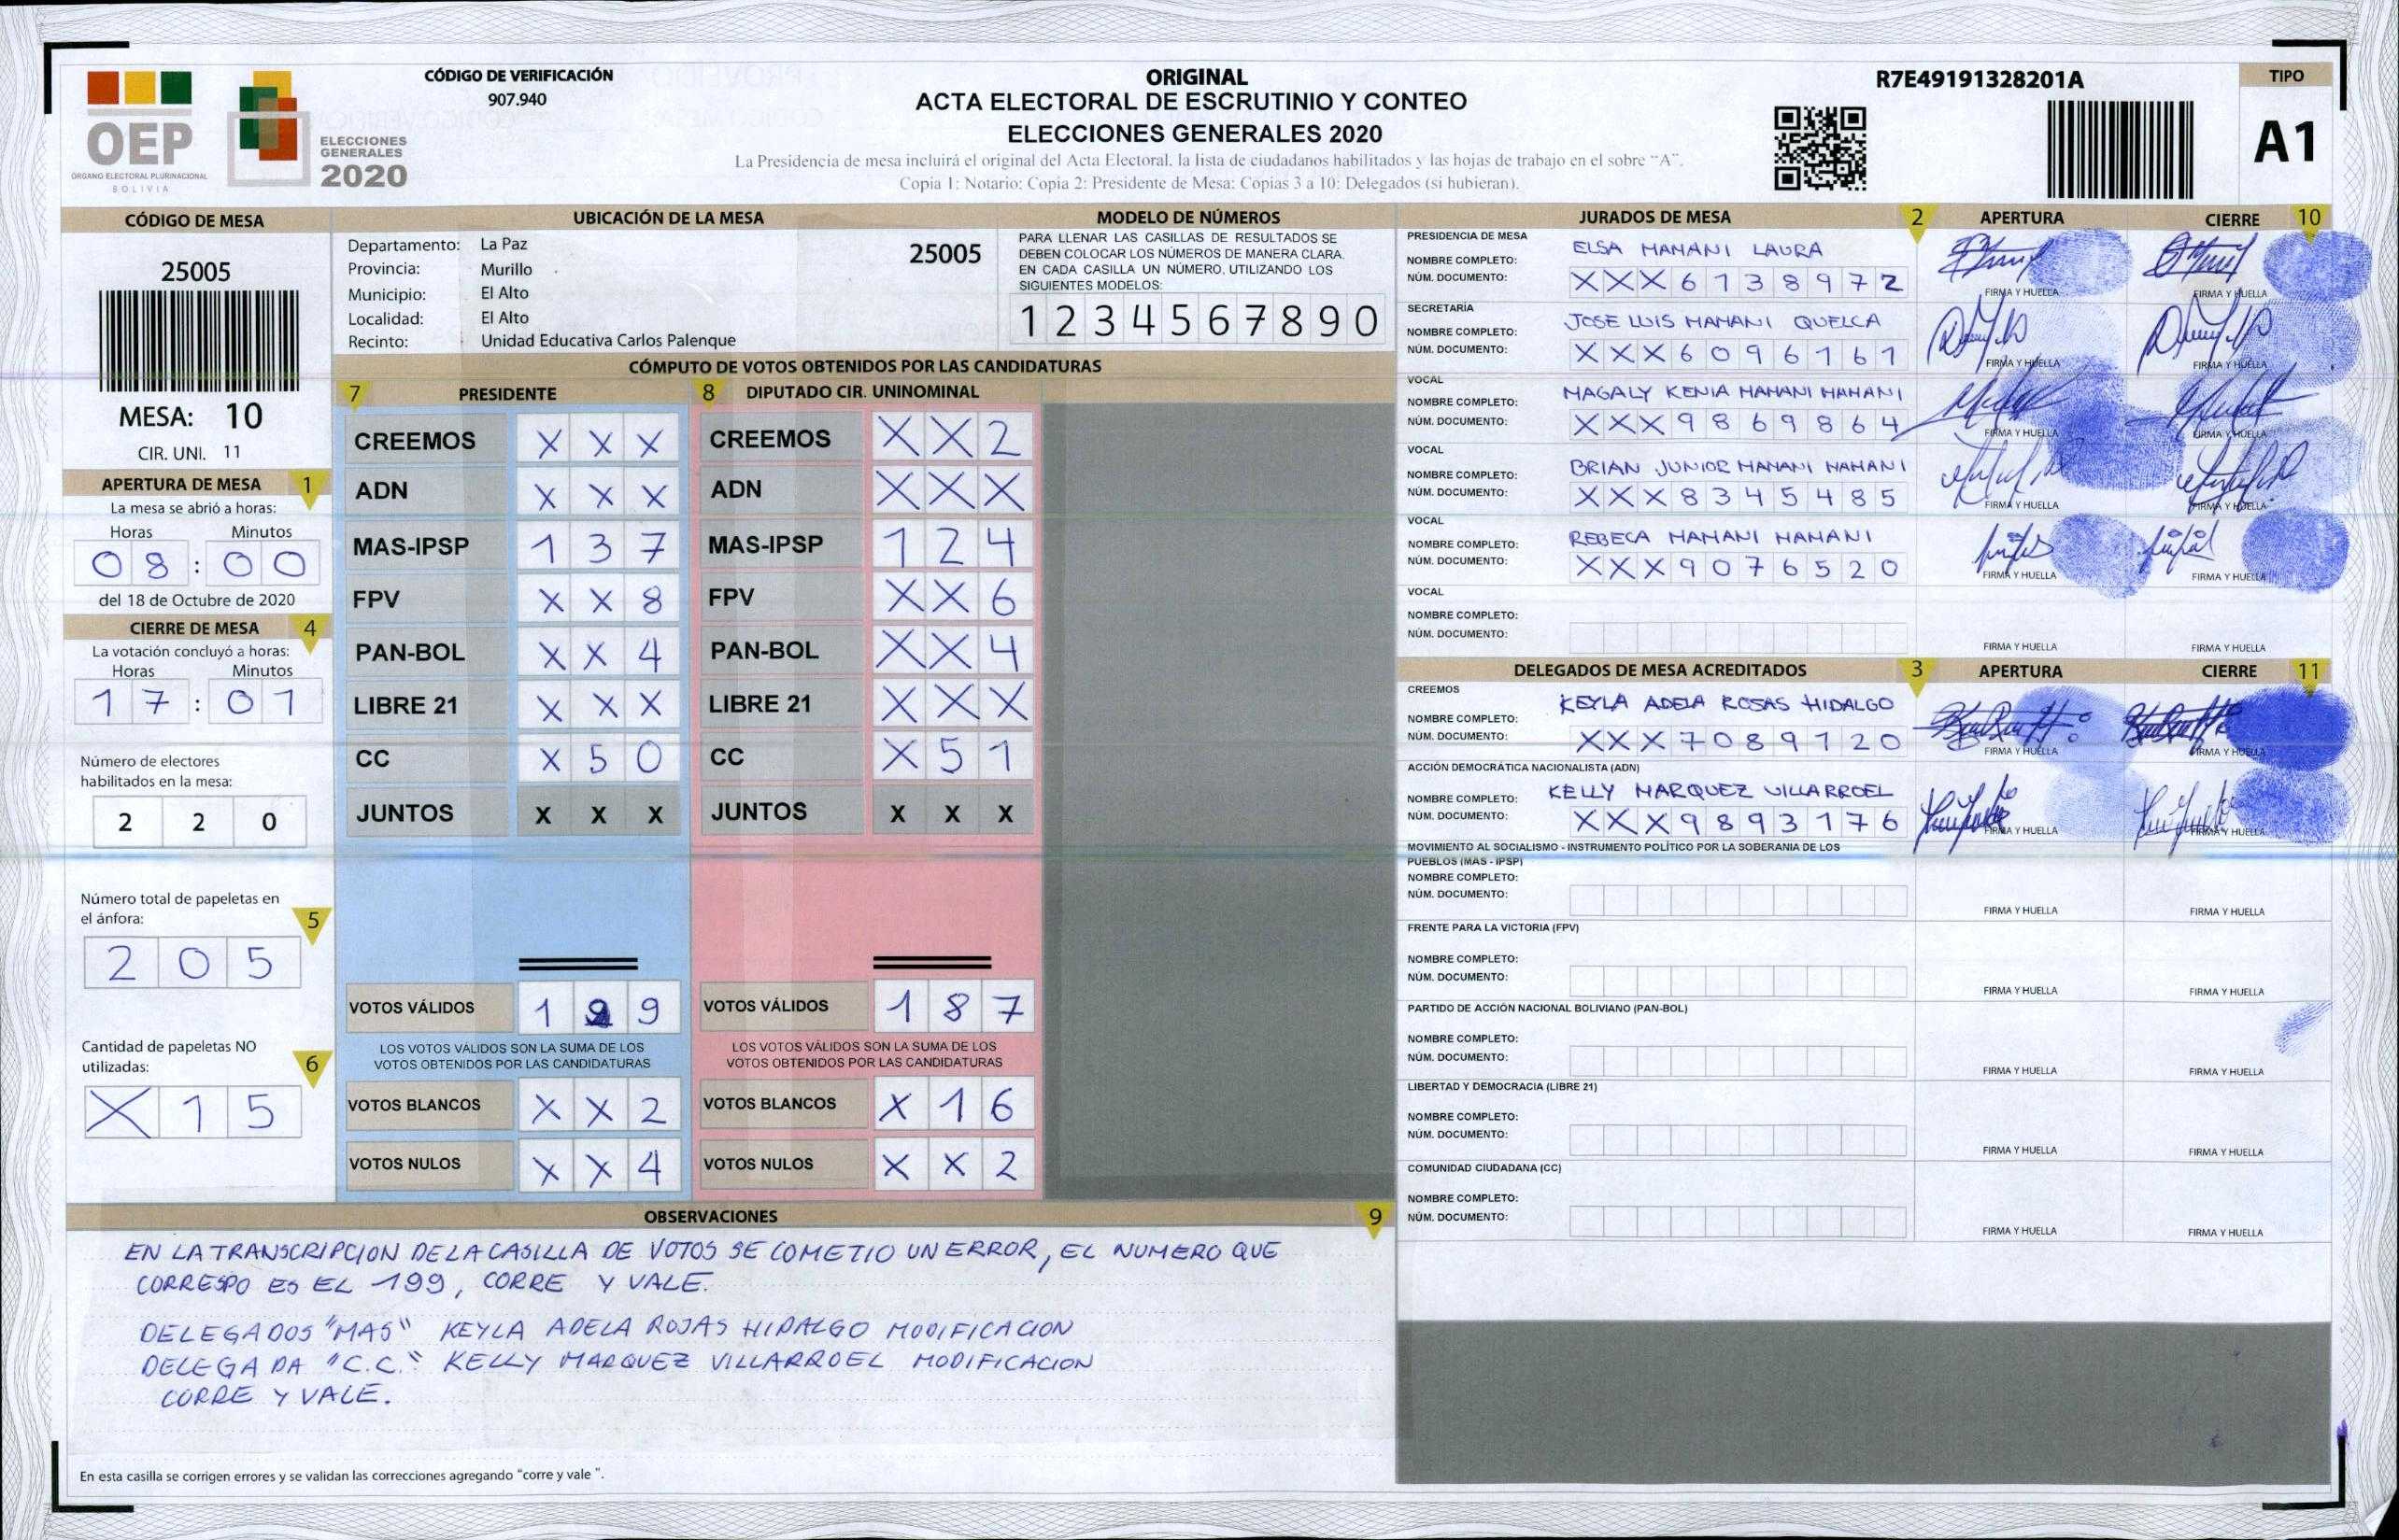 OEP
ÓRGANO ELECTORAL PLURINACIONAL
BOLIVIA
ELECCIONES
GENERALES
2020
CÓDIGO DE VERIFICACIÓN
907.940
ORIGINAL
ACTA ELECTORAL DE ESCRUTINIO Y CONTEO
ELECCIONES GENERALES 2020
La Presidencia de mesa incluirá el original del Acta Electoral, la lista de ciudadanos habilitados y las hojas de trabajo en el sobre "A".
Copia 1: Notario; Copia 2: Presidente de Mesa; Copias 3 a 10: Delegados (si hubieran).
R7E49191328201A
TIPO
A1
CÓDIGO DE MESA
25005
MESA: 10
CIR. UNI. 11
APERTURA DE MESA 1
La mesa se abrió a horas:
Horas Minutos
08:00
del 18 de Octubre de 2020
CIERRE DE MESA 4
La votación concluyó a horas:
Horas Minutos
17:01
Número de electores
habilitados en la mesa:
2 2 0
Número total de papeletas en
el ánfora: 5
2 0 5
Cantidad de papeletas NO
utilizadas: 6
X 1 5
UBICACIÓN DE LA MESA
Departamento: La Paz 25005
Provincia: Murillo
Municipio: El Alto
Localidad: El Alto
Recinto: Unidad Educativa Carlos Palenque
MODELO DE NÚMEROS
PARA LLENAR LAS CASILLAS DE RESULTADOS SE
DEBEN COLOCAR LOS NÚMEROS DE MANERA CLARA.
EN CADA CASILLA UN NÚMERO, UTILIZANDO LOS
SIGUIENTES MODELOS:
1 2 3 4 5 6 7 8 9 0
CÓMPUTO DE VOTOS OBTENIDOS POR LAS CANDIDATURAS
7 PRESIDENTE
CREEMOS X X X
ADN X X X
MAS-IPSP 1 3 7
FPV X X 8
PAN-BOL X X 4
LIBRE 21 X X X
CC X 5 0
JUNTOS X X X
VOTOS VÁLIDOS 1 9 9
LOS VOTOS VÁLIDOS SON LA SUMA DE LOS
VOTOS OBTENIDOS POR LAS CANDIDATURAS
VOTOS BLANCOS X X 2
VOTOS NULOS X X 4
8 DIPUTADO CIR. UNINOMINAL
CREEMOS X X 2
ADN X X X
MAS-IPSP 1 2 4
FPV X X 6
PAN-BOL X X 4
LIBRE 21 X X X
CC X 5 1
JUNTOS X X X
VOTOS VÁLIDOS 1 8 7
LOS VOTOS VÁLIDOS SON LA SUMA DE LOS
VOTOS OBTENIDOS POR LAS CANDIDATURAS
VOTOS BLANCOS X 1 6
VOTOS NULOS X X 2
OBSERVACIONES 9
EN LA TRANSCRIPCION DE LA CASILLA DE VOTOS SE COMETIO UN ERROR, EL NUMERO QUE
CORRESPO ES EL 199, CORRE Y VALE.
DELEGADOS "MAS" KEYLA ADELA ROJAS HIDALGO MODIFICACION
DELEGADA "C.C." KELLY MARQUEZ VILLARROEL MODIFICACION
CORRE Y VALE.
En esta casilla se corrigen errores y se validan las correcciones agregando "corre y vale ".
JURADOS DE MESA 2 APERTURA CIERRE 10
PRESIDENCIA DE MESA
NOMBRE COMPLETO: ELSA MAMANI LAURA
NÚM. DOCUMENTO: XXX6138972
FIRMA Y HUELLA FIRMA Y HUELLA
SECRETARÍA
NOMBRE COMPLETO: JOSE LUIS MAMANI QUELCA
NÚM. DOCUMENTO: XXX6096161
FIRMA Y HUELLA FIRMA Y HUELLA
VOCAL
NOMBRE COMPLETO: MAGALY KENIA MAMANI MAMANI
NÚM. DOCUMENTO: XXX9869864
FIRMA Y HUELLA FIRMA Y HUELLA
VOCAL
NOMBRE COMPLETO: BRIAN JUNIOR MAMANI MAMANI
NÚM. DOCUMENTO: XXX8345485
FIRMA Y HUELLA FIRMA Y HUELLA
VOCAL
NOMBRE COMPLETO: REBECA MAMANI MAMANI
NÚM. DOCUMENTO: XXX9076520
FIRMA Y HUELLA FIRMA Y HUELLA
VOCAL
NOMBRE COMPLETO:
NÚM. DOCUMENTO:
FIRMA Y HUELLA FIRMA Y HUELLA
DELEGADOS DE MESA ACREDITADOS 3 APERTURA CIERRE 11
CREEMOS
NOMBRE COMPLETO: KEYLA ADELA ROSAS HIDALGO
NÚM. DOCUMENTO: XXX7089120
FIRMA Y HUELLA FIRMA Y HUELLA
ACCIÓN DEMOCRÁTICA NACIONALISTA (ADN)
NOMBRE COMPLETO: KELLY MARQUEZ VILLARROEL
NÚM. DOCUMENTO: XXX9893176
FIRMA Y HUELLA FIRMA Y HUELLA
MOVIMIENTO AL SOCIALISMO - INSTRUMENTO POLÍTICO POR LA SOBERANIA DE LOS
PUEBLOS (MAS - IPSP)
NOMBRE COMPLETO:
NÚM. DOCUMENTO:
FIRMA Y HUELLA FIRMA Y HUELLA
FRENTE PARA LA VICTORIA (FPV)
NOMBRE COMPLETO:
NÚM. DOCUMENTO:
FIRMA Y HUELLA FIRMA Y HUELLA
PARTIDO DE ACCIÓN NACIONAL BOLIVIANO (PAN-BOL)
NOMBRE COMPLETO:
NÚM. DOCUMENTO:
FIRMA Y HUELLA FIRMA Y HUELLA
LIBERTAD Y DEMOCRACIA (LIBRE 21)
NOMBRE COMPLETO:
NÚM. DOCUMENTO:
FIRMA Y HUELLA FIRMA Y HUELLA
COMUNIDAD CIUDADANA (CC)
NOMBRE COMPLETO:
NÚM. DOCUMENTO:
FIRMA Y HUELLA FIRMA Y HUELLA